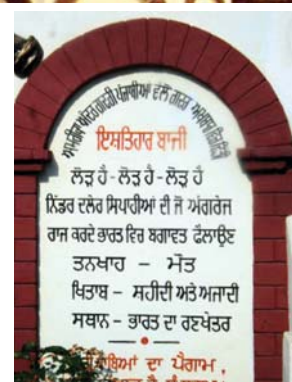 ਇਸ਼ਤਿਹਾਰ ਬਾਜੀ
ਲੋੜ ਹੈ - ਲੋੜ ਹੈ - ਲੋੜ ਹੈ
ਨਿੱਡਰ ਦਲੇਰ ਸਿਪਾਹੀਆਂ ਦੀ ਜੋ ਅੰਗਰੇਜ
ਰਾਜ ਕਰਦੇ ਭਾਰਤ ਵਿਚ ਬਗਾਵਤ ਫੈਲਾਉਣ
ਤਨਖਾਹ - ਮੌਤ
ਖਿਤਾਬ - ਸ਼ਹੀਦੀ ਅਤੇ ਅਜਾਦੀ
ਸਥਾਨ - ਭਾਰਤ ਦਾ ਰਣਖੇਤਰ
ਦਾ ਪੈਗਾਮ,